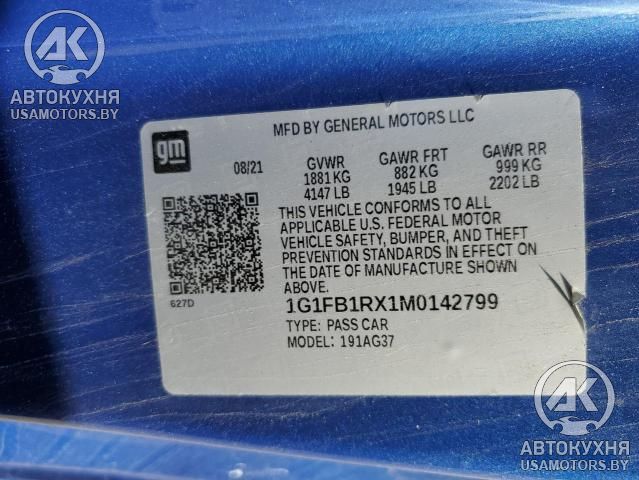 AK
АВТОКУХНЯ
USAMOTORS.BY
gm
MFD BY GENERAL MOTORS LLC
08/21
GVWR GAWR FRT GAWR RR
1881 KG 882 KG 999 KG
4147 LB 1945 LB 2202 LB
THIS VEHICLE CONFORMS TO ALL
APPLICABLE U.S. FEDERAL MOTOR
VEHICLE SAFETY, BUMPER, AND THEFT
PREVENTION STANDARDS IN EFFECT ON
THE DATE OF MANUFACTURE SHOWN
ABOVE.
627D
1G1FB1RX1M0142799
TYPE: PASS CAR
MODEL: 191AG37
AK
АВТОКУХНЯ
USAMOTORS.BY